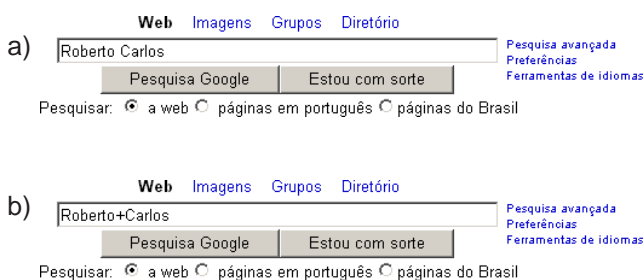 Web Imagens Grupos Diretório
a) Roberto Carlos Pesquisa avançada
Preferências
Pesquisa Google Estou com sorte Ferramentas de idiomas
Pesquisar: a web páginas em português páginas do Brasil
Web Imagens Grupos Diretório
b) Roberto+Carlos Pesquisa avançada
Preferências
Pesquisa Google Estou com sorte Ferramentas de idiomas
Pesquisar: a web páginas em português páginas do Brasil